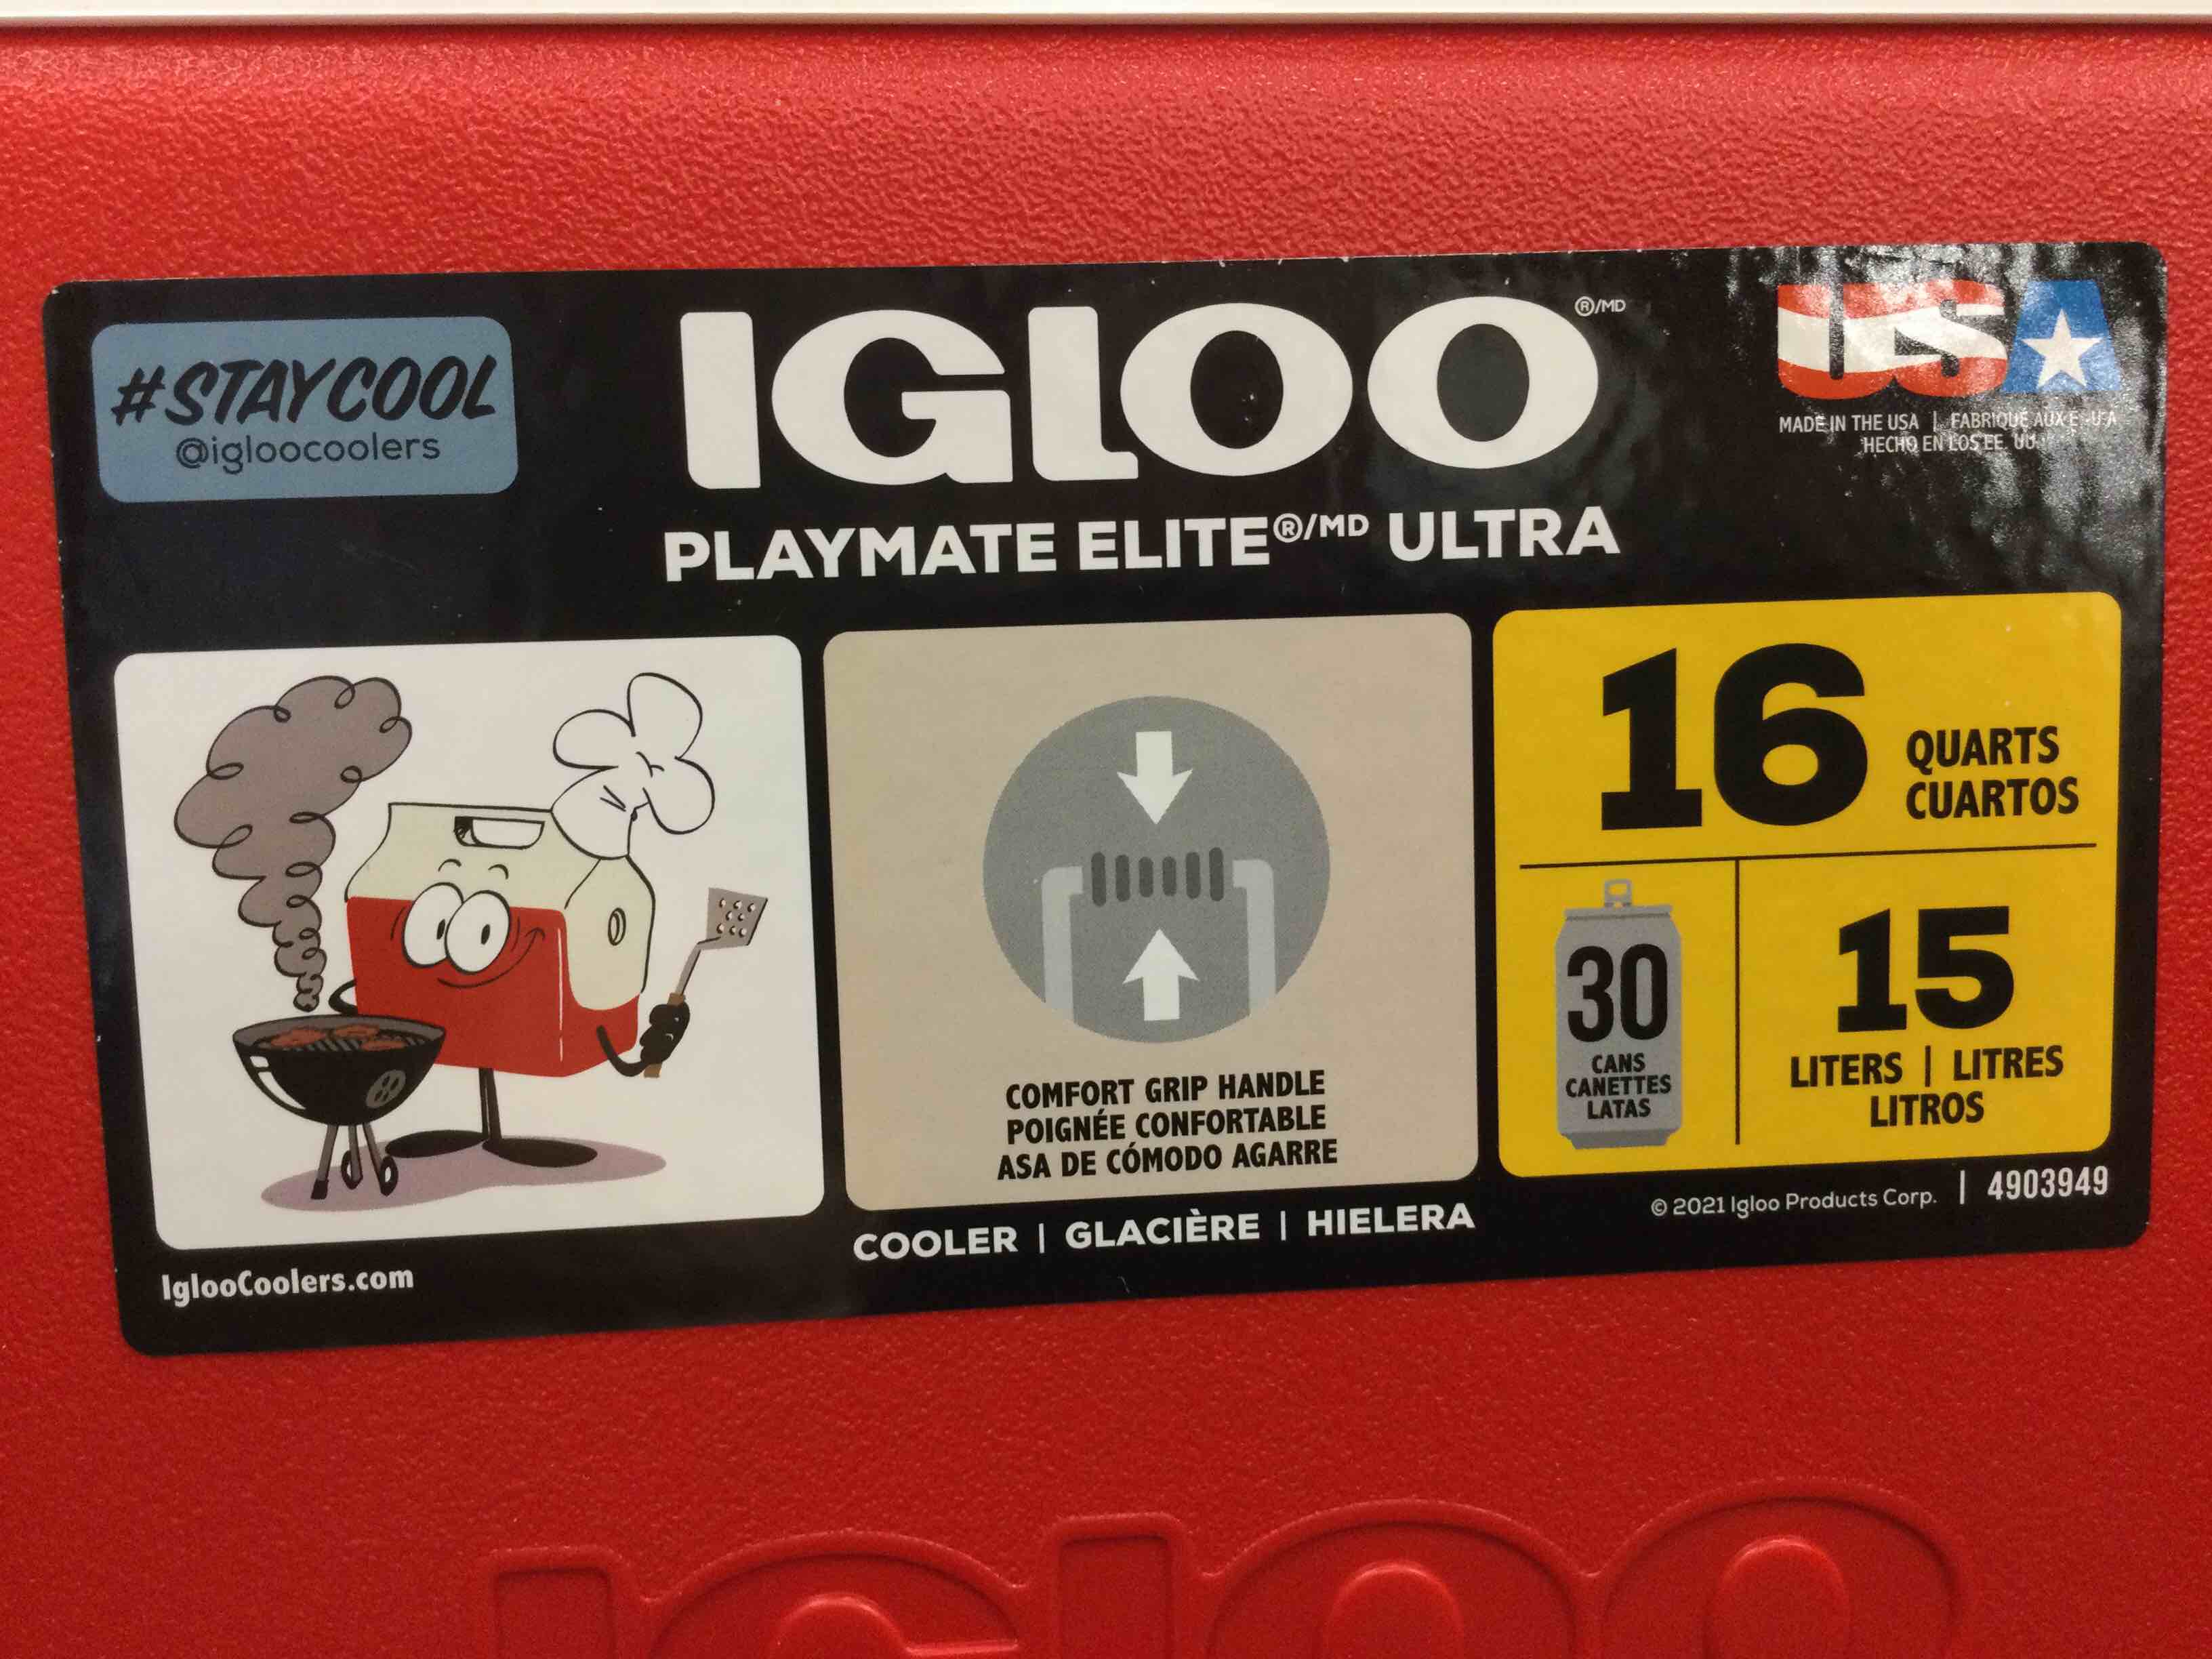 #STAYCOOL
@igloocoolers
IGLOO®/MD
PLAYMATE ELITE®/MD ULTRA
USA
MADE IN THE USA | FABRIQUÉ AUX É.-U.A
HECHO EN LOS EE. UU.
16
QUARTS
CUARTOS
30
CANS
CANETTES
LATAS
15
LITERS | LITRES
LITROS
COMFORT GRIP HANDLE
POIGNÉE CONFORTABLE
ASA DE CÓMODO AGARRE
COOLER | GLACIÈRE | HIELERA
© 2021 Igloo Products Corp. | 4903949
IglooCoolers.com
IGLOO